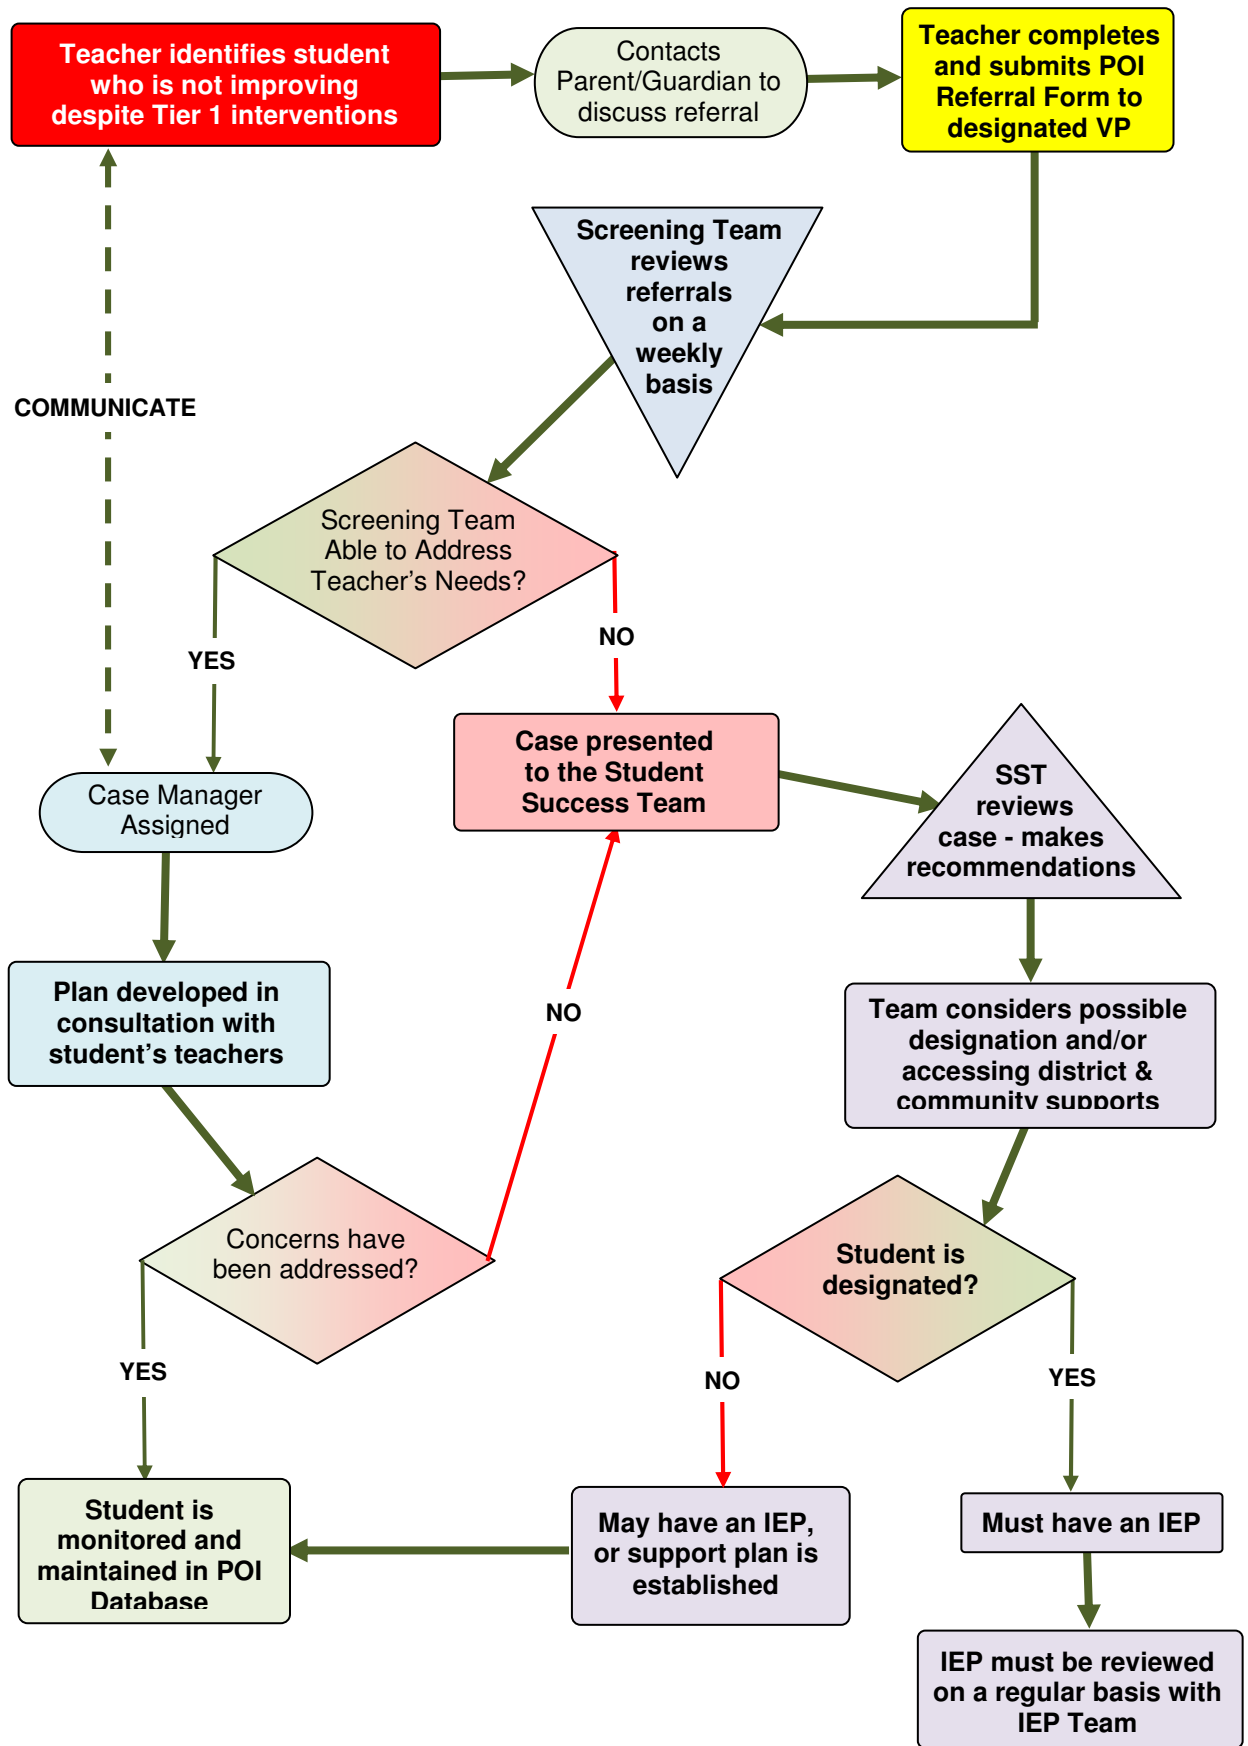 Teacher identifies student
who is not improving
despite Tier 1 interventions
Contacts
Parent/Guardian to
discuss referral
Teacher completes
and submits POI
Referral Form to
designated VP
Screening Team
reviews
referrals
on a
weekly
basis
COMMUNICATE
Screening Team
Able to Address
Teacher's Needs?
YES
NO
Case Manager
Assigned
Case presented
to the Student
Success Team
SST
reviews
case - makes
recommendations
Plan developed in
consultation with
student's teachers
NO
Team considers possible
designation and/or
accessing district &
community supports
Concerns have
been addressed?
Student is
designated?
YES
NO
YES
Student is
monitored and
maintained in POI
Database
May have an IEP,
or support plan is
established
Must have an IEP
IEP must be reviewed
on a regular basis with
IEP Team